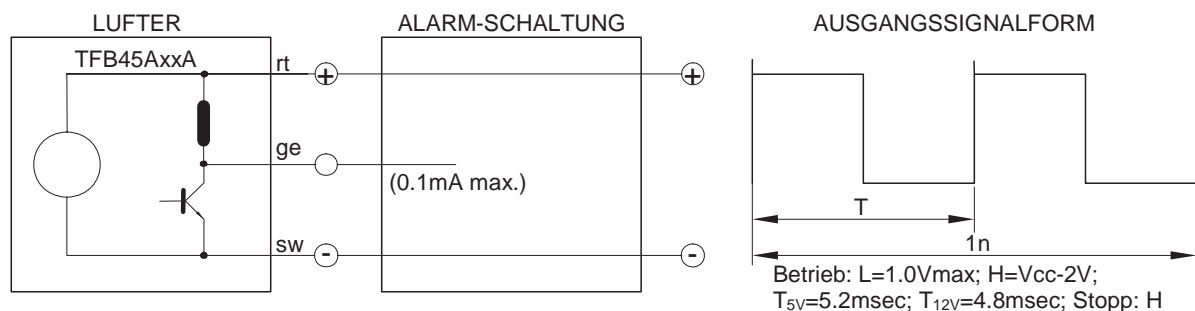 LUFTER
ALARM-SCHALTUNG
AUSGANGSSIGNALFORM
TFB45AxxA
rt
+
+
ge
(0.1mA max.)
sw
-
-
T
1n
Betrieb: L=1.0Vmax; H=Vcc-2V;
T5V=5.2msec; T12V=4.8msec; Stopp: H